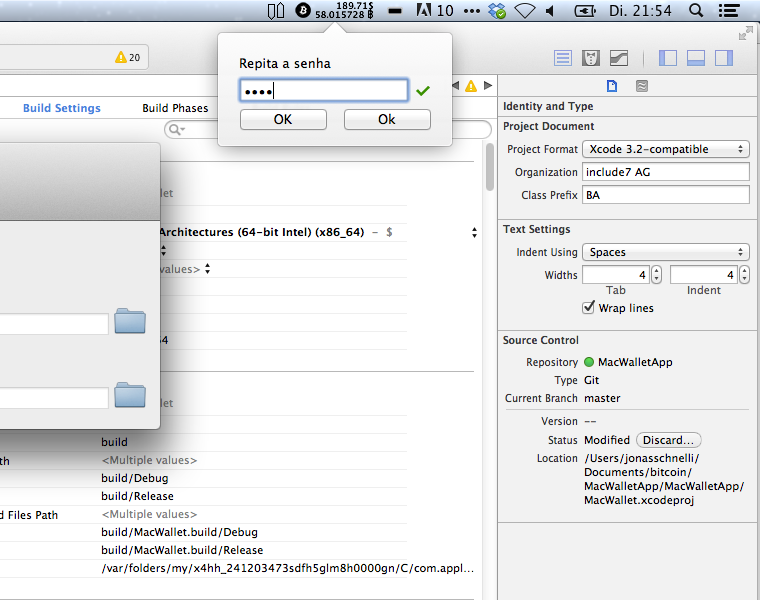 189.71$
58.015728 ฿
10
Di. 21:54
20
Repita a senha
••••
OK
Ok
Build Settings
Build Phases
Architectures (64-bit Intel) (x86_64) – $
values>
build
<Multiple values>
build/Debug
build/Release
d Files Path
<Multiple values>
build/MacWallet.build/Debug
build/MacWallet.build/Release
/var/folders/my/x4hh_241203473sdfh5glm8h0000gn/C/com.appl...
Identity and Type
Project Document
Project Format Xcode 3.2-compatible
Organization include7 AG
Class Prefix BA
Text Settings
Indent Using Spaces
Widths 4 4
Tab Indent
Wrap lines
Source Control
Repository MacWalletApp
Type Git
Current Branch master
Version --
Status Modified Discard...
Location /Users/jonasschnelli/
Documents/bitcoin/
MacWalletApp/MacWalletApp/
MacWallet.xcodeproj